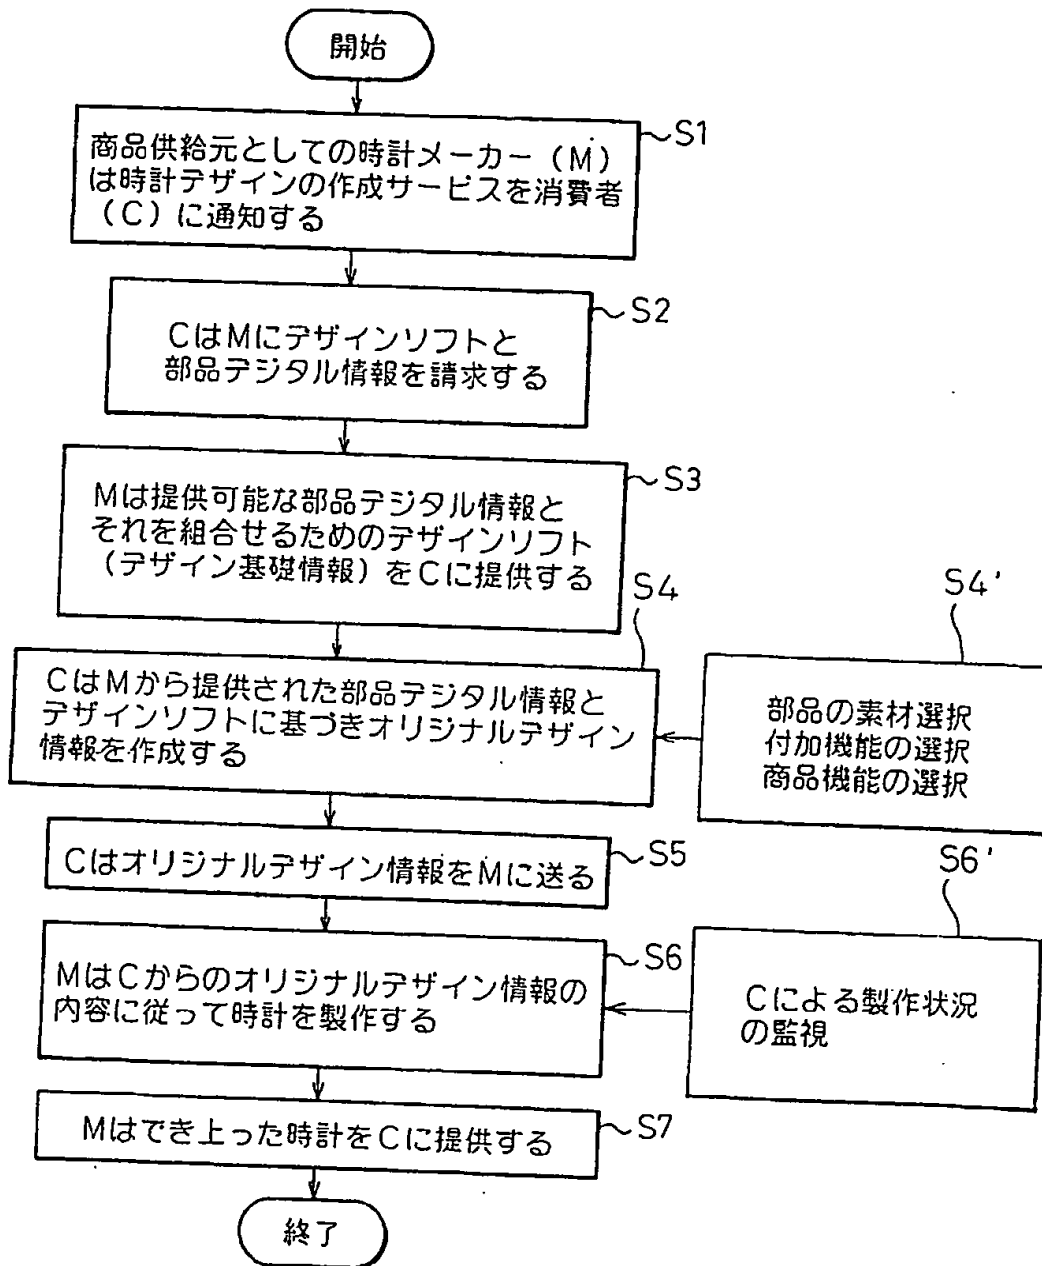 開始
S1
商品供給元としての時計メーカー（M）
は時計デザインの作成サービスを消費者
（C）に通知する
S2
CはMにデザインソフトと
部品デジタル情報を請求する
S3
Mは提供可能な部品デジタル情報と
それを組合せるためのデザインソフト
（デザイン基礎情報）をCに提供する
S4
CはMから提供された部品デジタル情報と
デザインソフトに基づきオリジナルデザイン
情報を作成する
S4'
部品の素材選択
付加機能の選択
商品機能の選択
S5
Cはオリジナルデザイン情報をMに送る
S6
MはCからのオリジナルデザイン情報の
内容に従って時計を製作する
S6'
Cによる製作状況
の監視
S7
Mはでき上った時計をCに提供する
終了